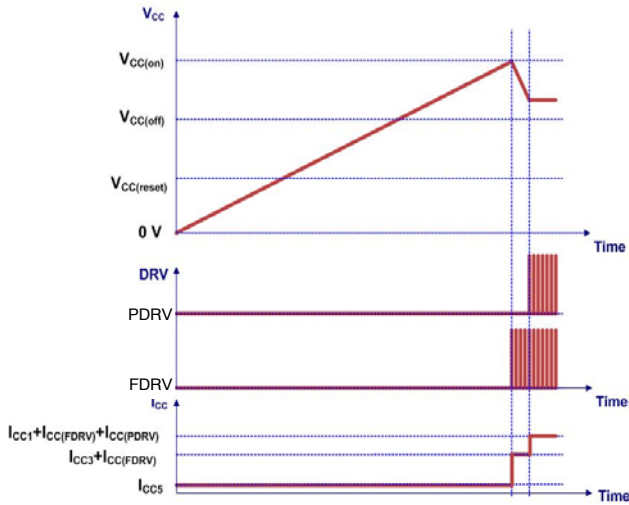 VCC
VCC(on)
VCC(off)
VCC(reset)
0 V
Time
DRV
PDRV
FDRV
Time
ICC
ICC1+ICC(FDRV)+ICC(PDRV)
ICC3+ICC(FDRV)
ICC5
Time